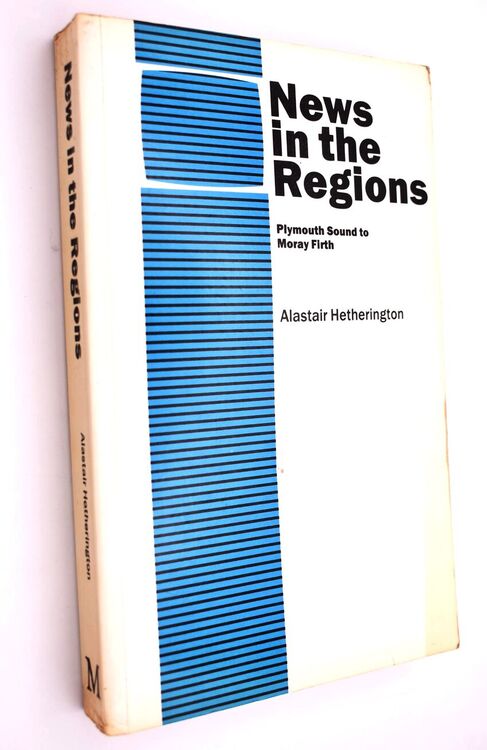 News
in the
Regions
Plymouth Sound to
Moray Firth
Alastair Hetherington
News in the Regions
Alastair Hetherington
M